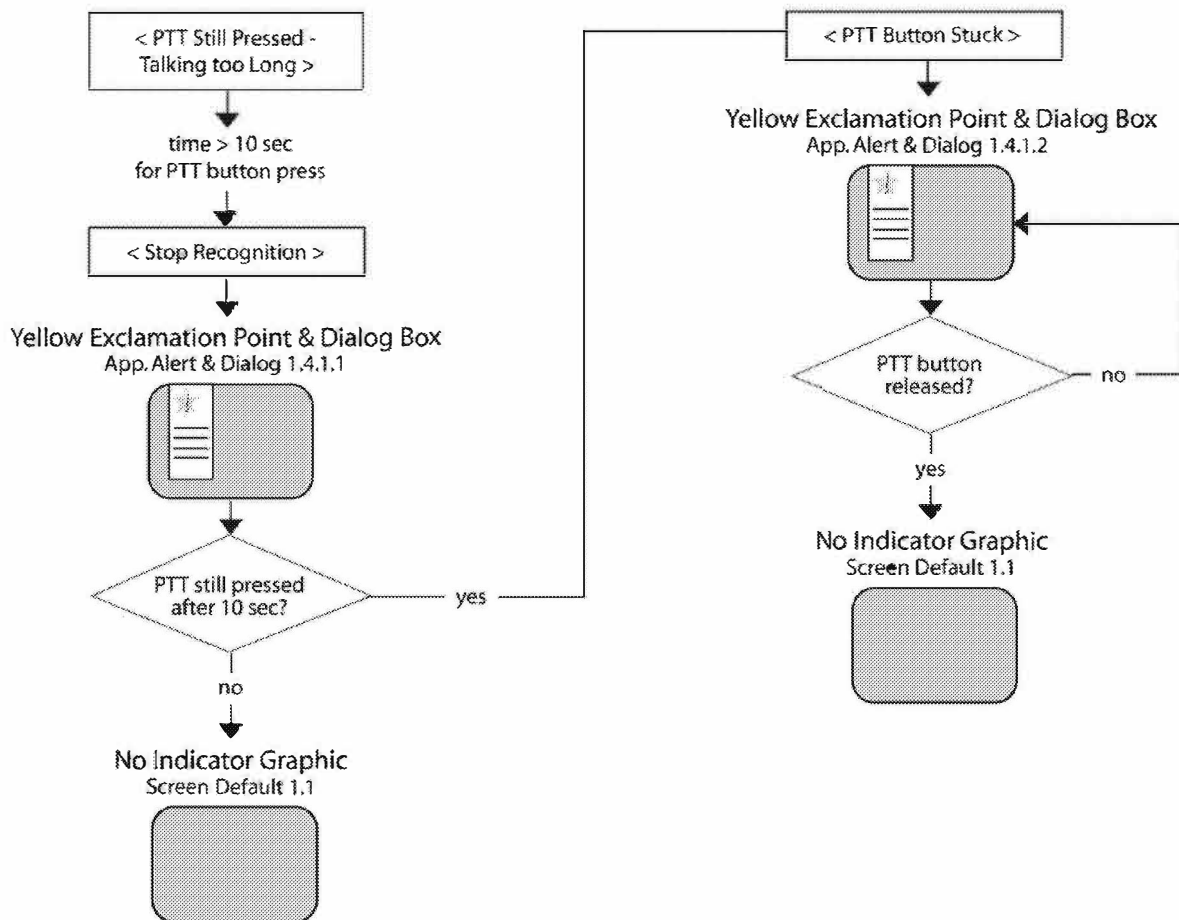 < PTT Still Pressed -
Talking too Long >
time > 10 sec
for PTT button press
< Stop Recognition >
Yellow Exclamation Point & Dialog Box
App. Alert & Dialog 1.4.1.1
PTT still pressed
after 10 sec?
yes
no
No Indicator Graphic
Screen Default 1.1
< PTT Button Stuck >
Yellow Exclamation Point & Dialog Box
App. Alert & Dialog 1.4.1.2
PTT button
released?
no
yes
No Indicator Graphic
Screen Default 1.1